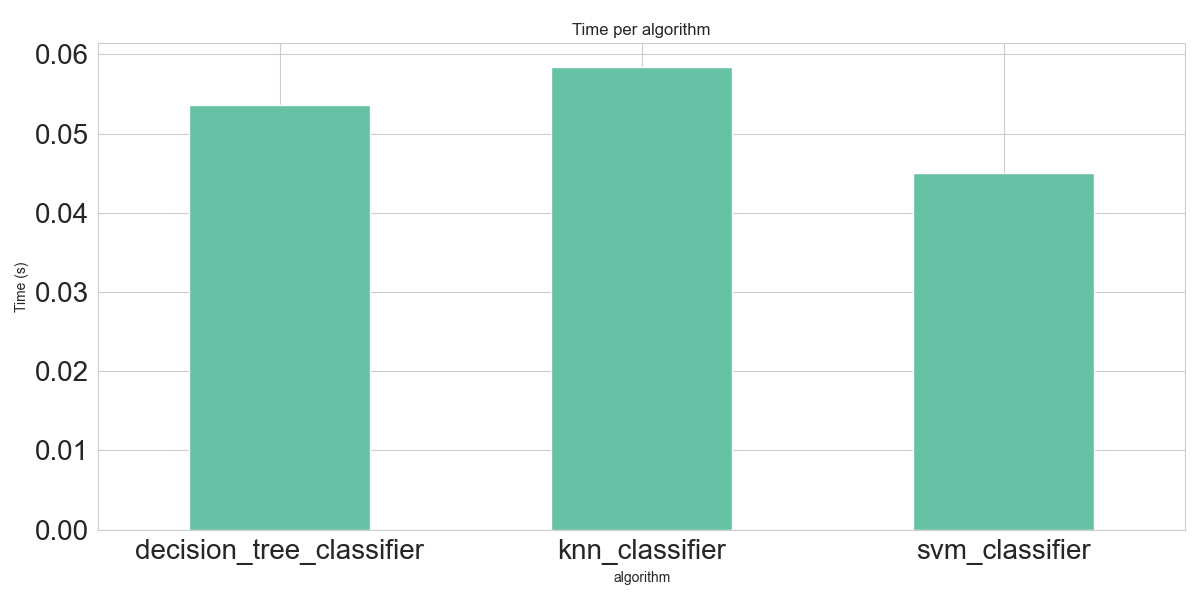 Time per algorithm
0.06
0.05
0.04
0.03
0.02
0.01
0.00
Time (s)
decision_tree_classifier
knn_classifier
svm_classifier
algorithm